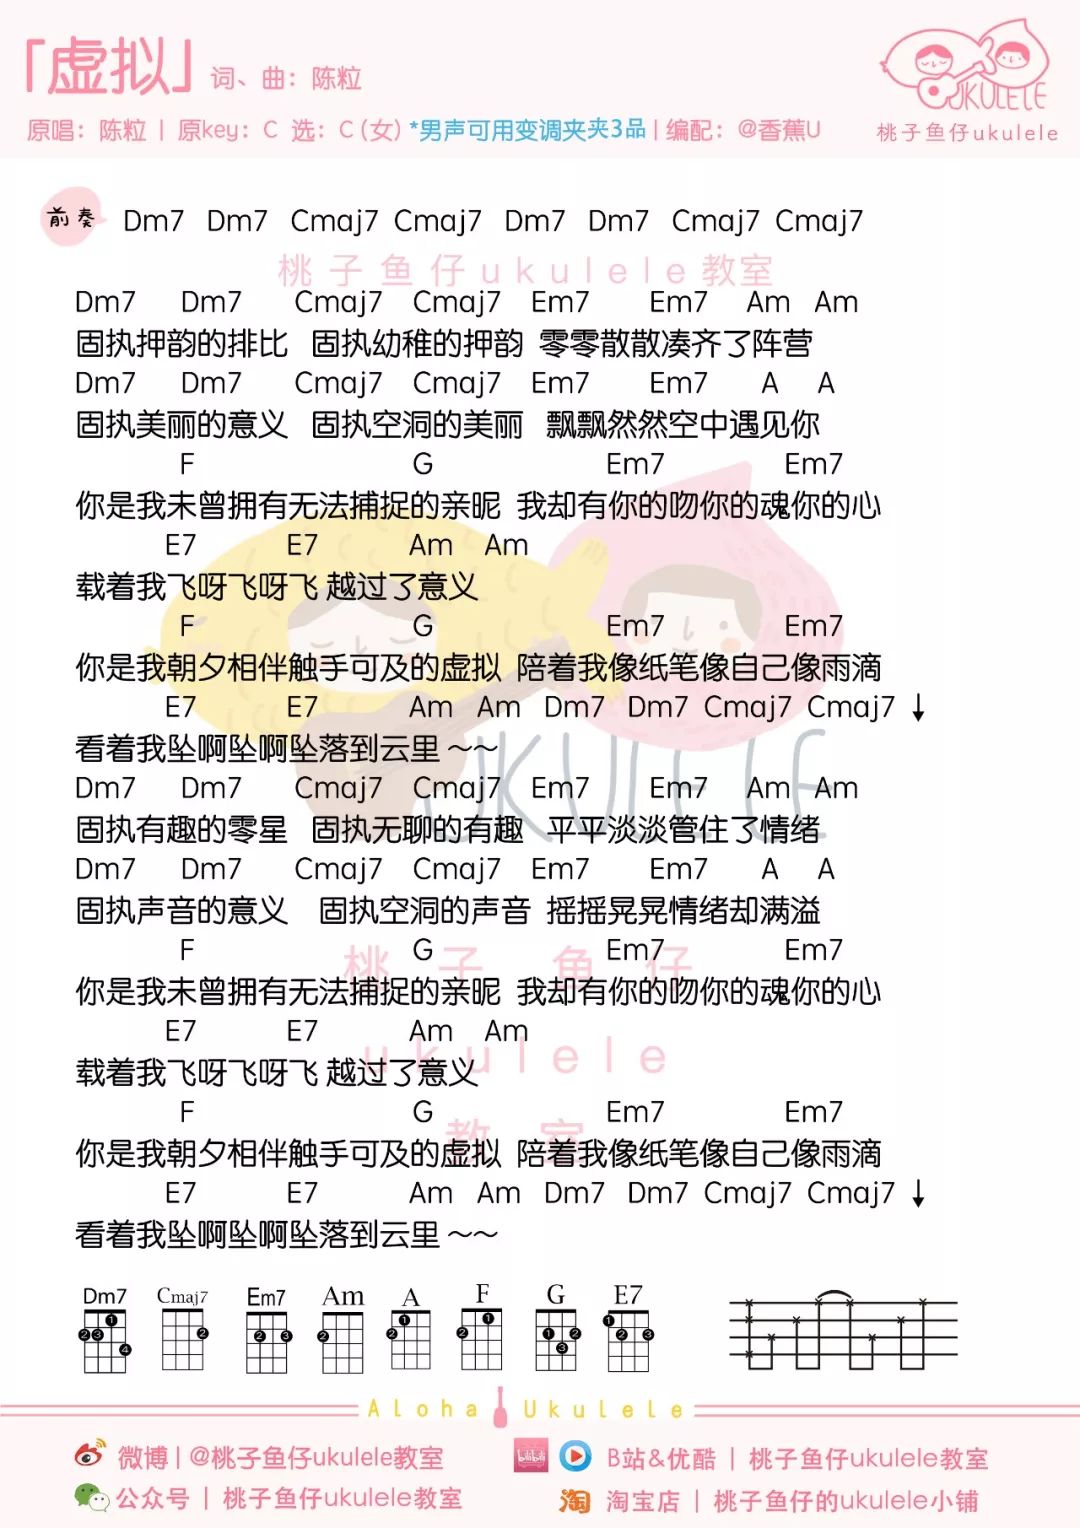 「虚拟」 词、曲：陈粒
UKULELE
桃子鱼仔ukulele
原唱：陈粒 | 原key：C 选：C(女) *男声可用变调夹夹3品 | 编配：@香蕉U
前奏 Dm7 Dm7 Cmaj7 Cmaj7 Dm7 Dm7 Cmaj7 Cmaj7
桃子鱼仔ukulele教室
Dm7 Dm7 Cmaj7 Cmaj7 Em7 Em7 Am Am
固执押韵的排比 固执幼稚的押韵 零零散散凑齐了阵营
Dm7 Dm7 Cmaj7 Cmaj7 Em7 Em7 A A
固执美丽的意义 固执空洞的美丽 飘飘然然空中遇见你
F G Em7 Em7
你是我未曾拥有无法捕捉的亲昵 我却有你的吻你的魂你的心
E7 E7 Am Am
载着我飞呀飞呀飞 越过了意义
F G Em7 Em7
你是我朝夕相伴触手可及的虚拟 陪着我像纸笔像自己像雨滴
E7 E7 Am Am Dm7 Dm7 Cmaj7 Cmaj7 ↓
看着我坠啊坠啊坠落到云里 ~~
UKULELE
Dm7 Dm7 Cmaj7 Cmaj7 Em7 Em7 Am Am
固执有趣的零星 固执无聊的有趣 平平淡淡管住了情绪
Dm7 Dm7 Cmaj7 Cmaj7 Em7 Em7 A A
固执声音的意义 固执空洞的声音 摇摇晃晃情绪却满溢
F G Em7 Em7
桃子鱼仔
你是我未曾拥有无法捕捉的亲昵 我却有你的吻你的魂你的心
E7 E7 Am Am
ukulele
载着我飞呀飞呀飞 越过了意义
F G Em7 Em7
教室
你是我朝夕相伴触手可及的虚拟 陪着我像纸笔像自己像雨滴
E7 E7 Am Am Dm7 Dm7 Cmaj7 Cmaj7 ↓
看着我坠啊坠啊坠落到云里 ~~
Dm7 Cmaj7 Em7 Am A F G E7
1 2 3 4 2 2 3 2 1 2 1 2 1 2 3 1 2 3
Aloha Ukulele
微博 | @桃子鱼仔ukulele教室 bilibili B站&优酷 | 桃子鱼仔ukulele教室
公众号 | 桃子鱼仔ukulele教室 淘 淘宝店 | 桃子鱼仔的ukulele小铺